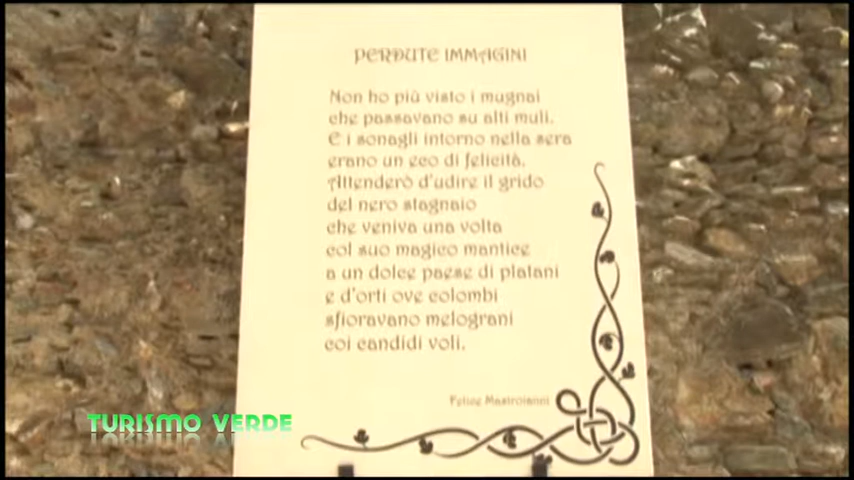 PERDUTE IMMAGINI
Non ho più visto i mugnai
che passavano su alti muli.
E i sonagli intorno nella sera
erano un eco di felicità.
Attenderò d'udire il grido
del nero stagnaio
che veniva una volta
col suo magico mantice
a un dolce paese di platani
e d'orti ove colombi
sfioravano melograni
coi candidi voli.
Felice Mastroianni
TURISMO VERDE